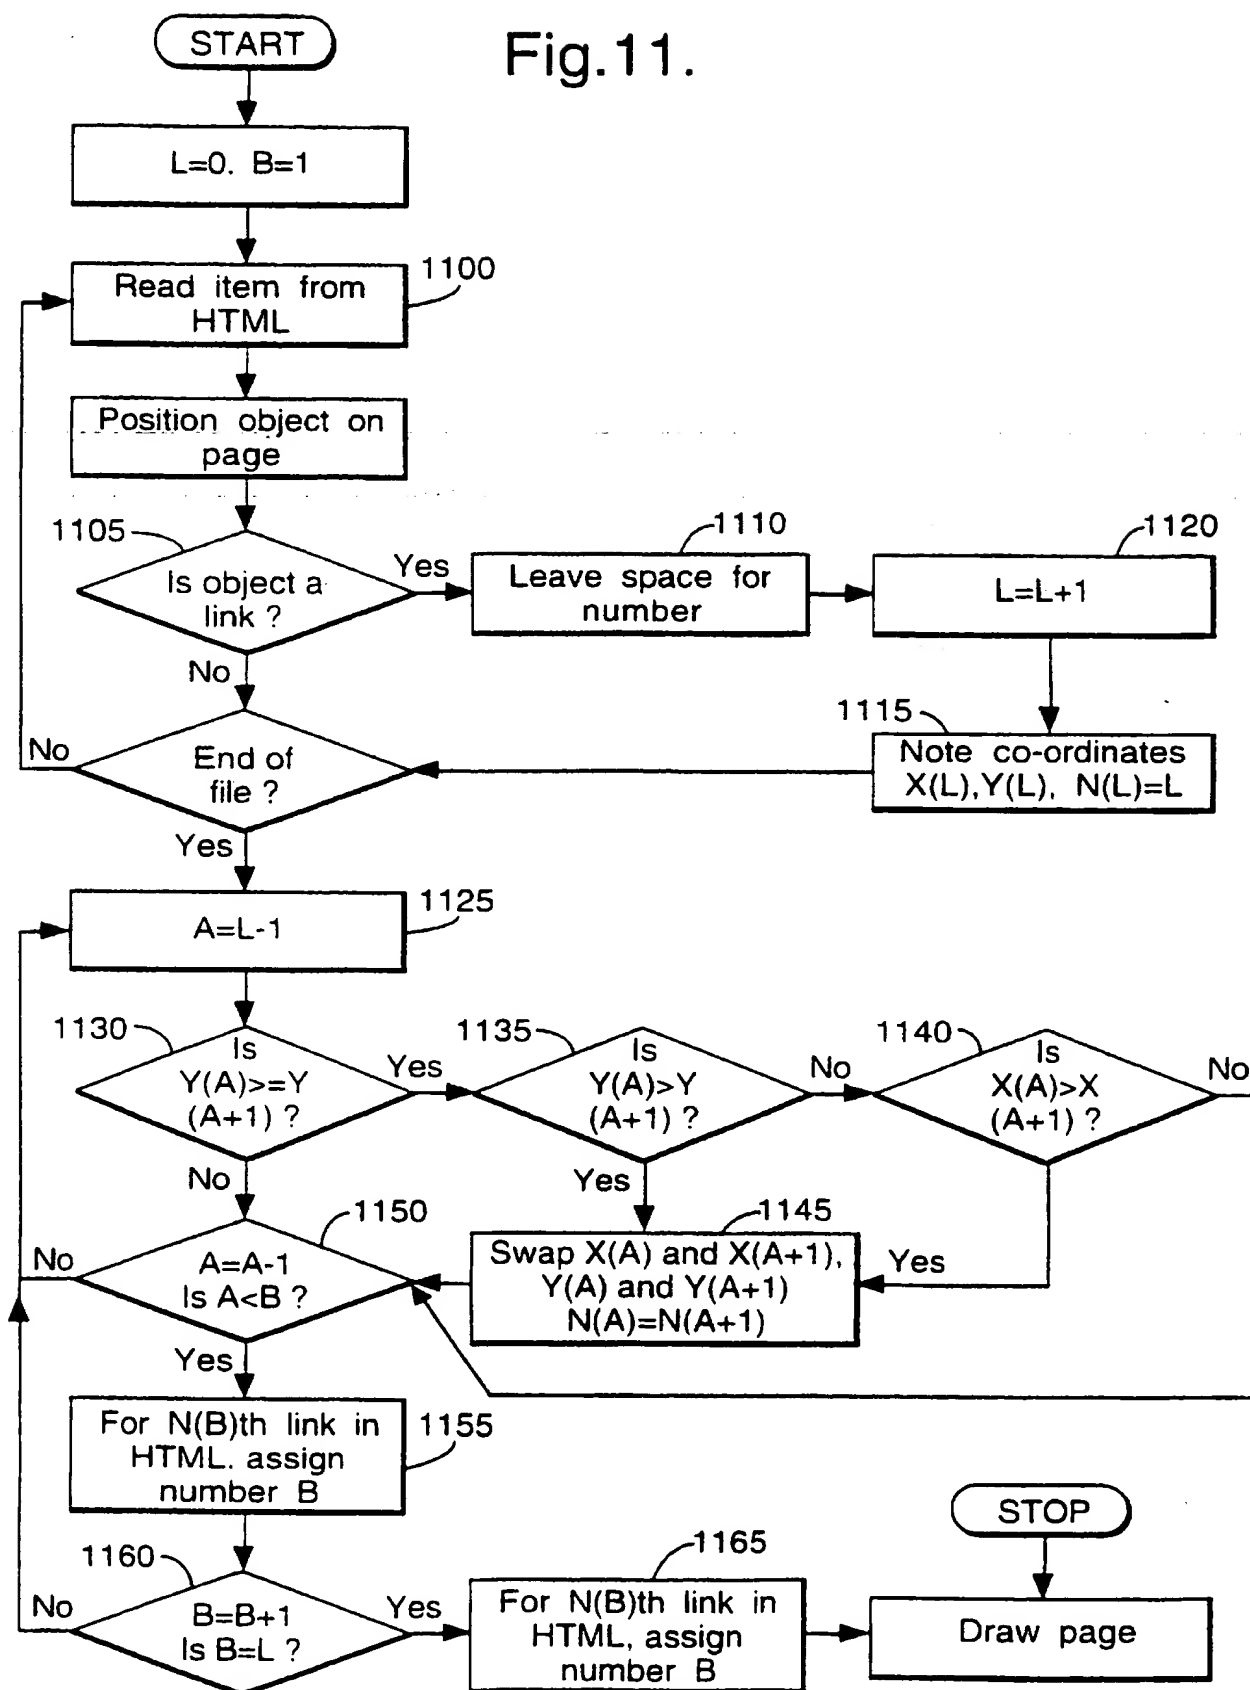 START
Fig.11.
L=0. B=1
1100
Read item from
HTML
Position object on
page
1105
Is object a
link ?
Yes
No
1110
Leave space for
number
1120
L=L+1
1115
Note co-ordinates
X(L),Y(L), N(L)=L
End of
file ?
No
Yes
1125
A=L-1
1130
Is
Y(A)>=Y
(A+1) ?
Yes
No
1135
Is
Y(A)>Y
(A+1) ?
No
Yes
1140
Is
X(A)>X
(A+1) ?
No
Yes
1145
Swap X(A) and X(A+1),
Y(A) and Y(A+1)
N(A)=N(A+1)
1150
A=A-1
Is A<B ?
No
Yes
1155
For N(B)th link in
HTML. assign
number B
1160
B=B+1
Is B=L ?
No
Yes
1165
For N(B)th link in
HTML, assign
number B
STOP
Draw page